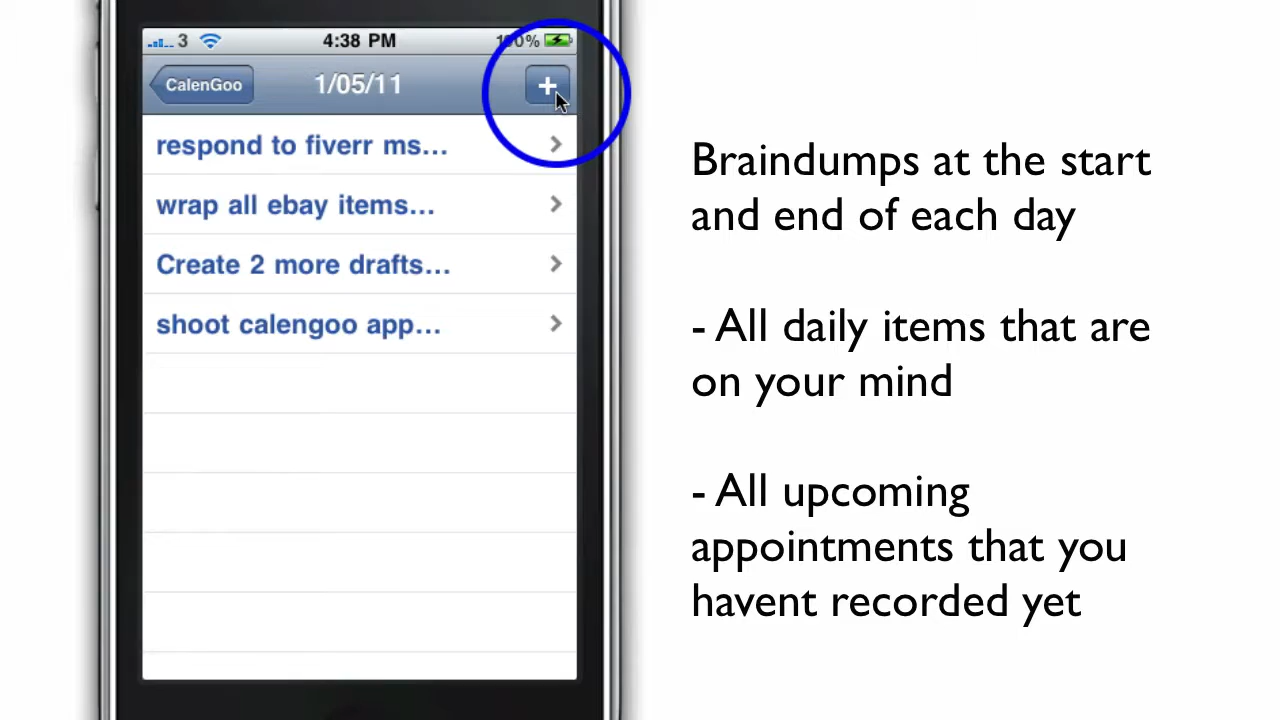 3 4:38 PM 100%
CalenGoo 1/05/11 +
respond to fiverr ms...
wrap all ebay items...
Create 2 more drafts...
shoot calengoo app...
Braindumps at the start
and end of each day
- All daily items that are
on your mind
- All upcoming
appointments that you
havent recorded yet